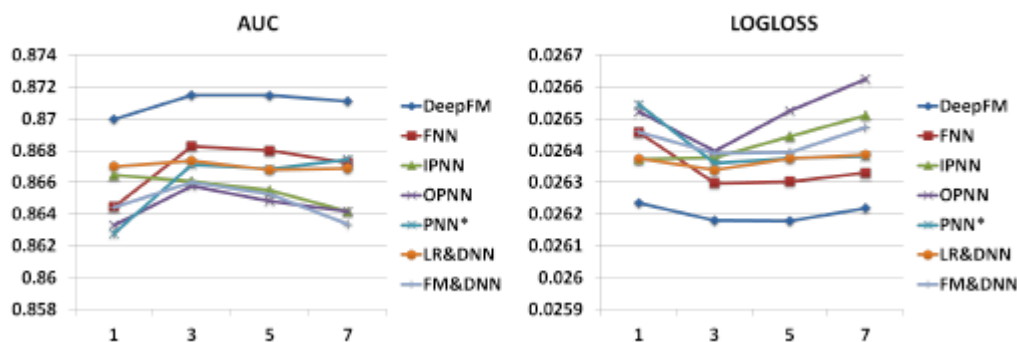 AUC
0.874
0.872
0.87
0.868
0.866
0.864
0.862
0.86
0.858
1 3 5 7
DeepFM
FNN
IPNN
OPNN
PNN*
LR&DNN
FM&DNN
LOGLOSS
0.0267
0.0266
0.0265
0.0264
0.0263
0.0262
0.0261
0.026
0.0259
1 3 5 7
DeepFM
FNN
IPNN
OPNN
PNN*
LR&DNN
FM&DNN